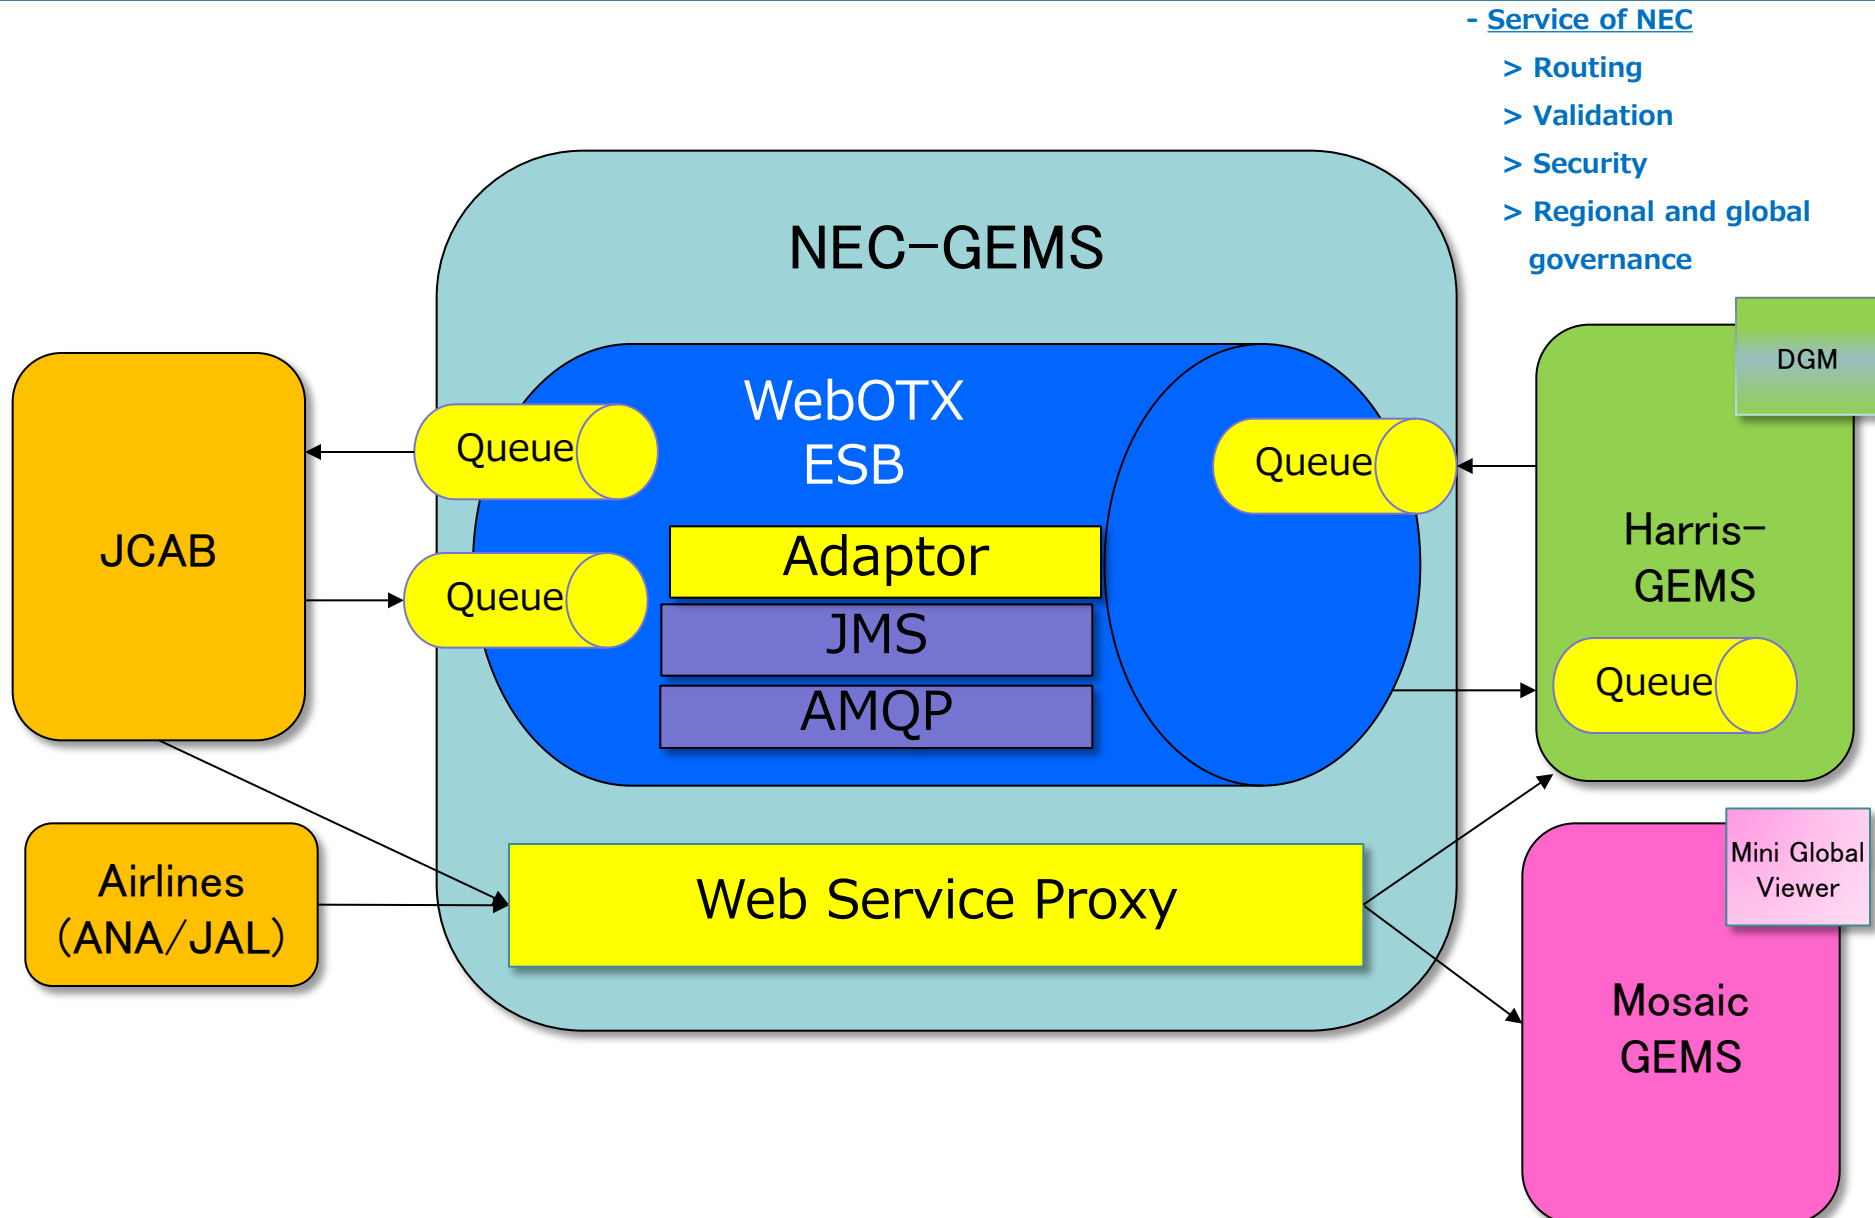 - Service of NEC
> Routing
> Validation
> Security
> Regional and global
governance
NEC-GEMS
DGM
WebOTX
ESB
Queue
Queue
Queue
Adaptor
JMS
AMQP
JCAB
Harris-
GEMS
Queue
Airlines
(ANA/JAL)
Web Service Proxy
Mini Global
Viewer
Mosaic
GEMS